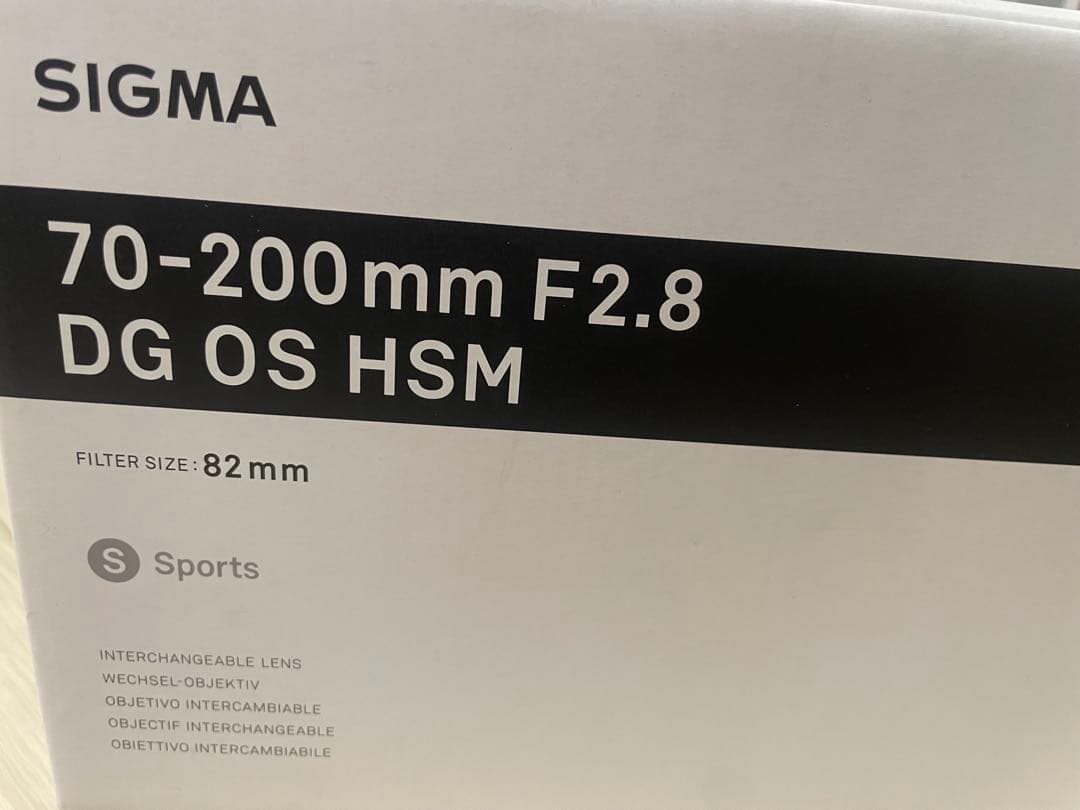 SIGMA
70-200mm F2.8
DG OS HSM
FILTER SIZE: 82mm
S Sports
INTERCHANGEABLE LENS
WECHSEL-OBJEKTIV
OBJETIVO INTERCAMBIABLE
OBJECTIF INTERCHANGEABLE
OBIETTIVO INTERCAMBIABILE